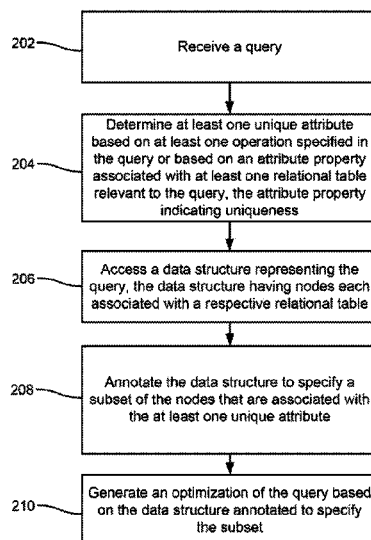 202
Receive a query
204
Determine at least one unique attribute
based on at least one operation specified
in the query or based on an attribute property
associated with at least one relational table
relevant to the query, the attribute property
indicating uniqueness
206
Access a data structure representing the
query, the data structure having nodes each
associated with a respective relational table
208
Annotate the data structure to specify a
subset of the nodes that are associated with
the at least one unique attribute
210
Generate an optimization of the query based
on the data structure annotated to specify
the subset